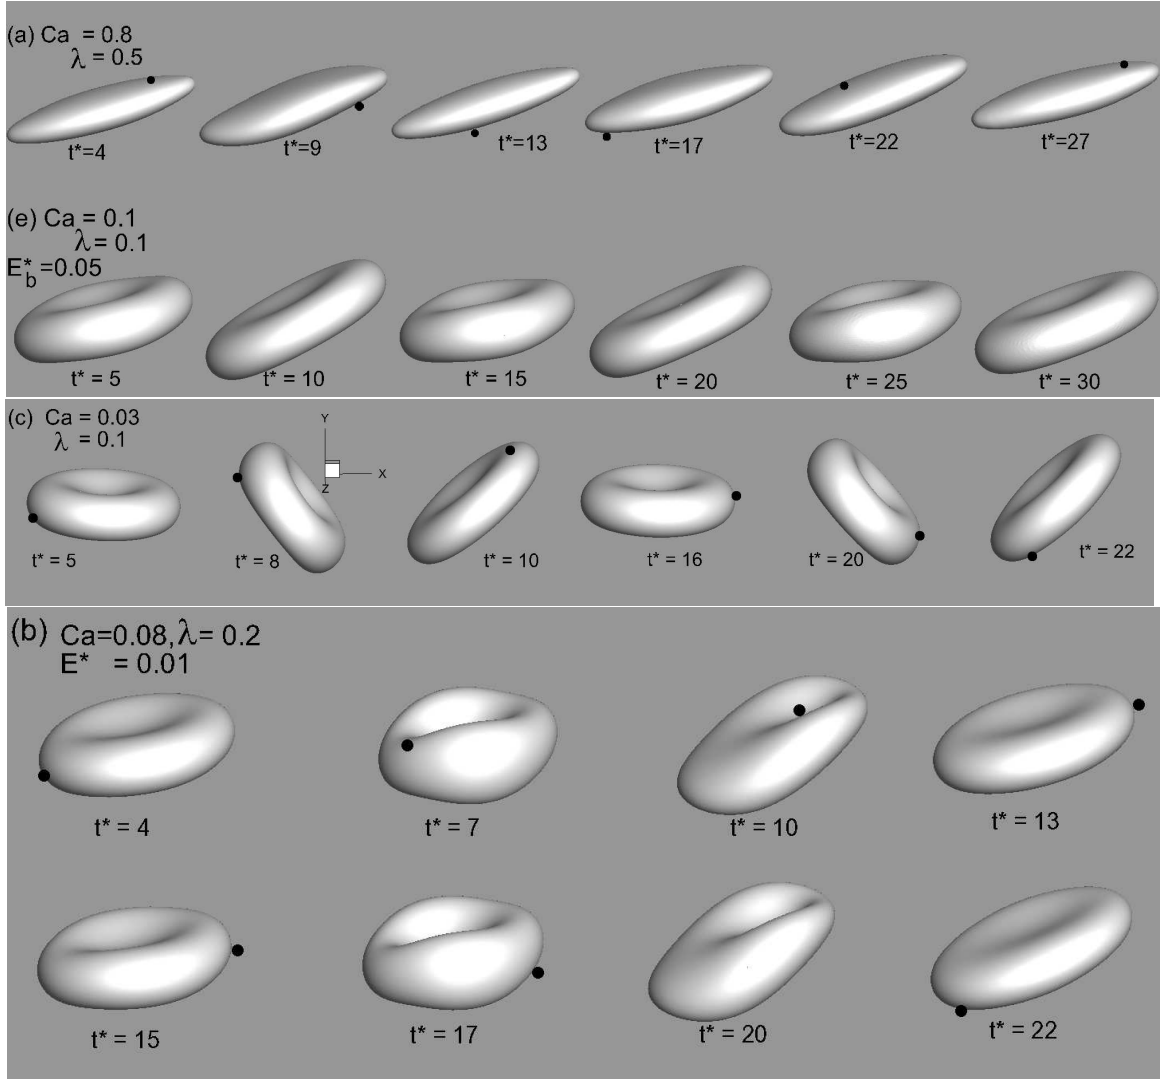 (a) Ca = 0.8
λ = 0.5
t*=4 t*=9 t*=13 t*=17 t*=22 t*=27
(e) Ca = 0.1
λ = 0.1
E*b =0.05
t* = 5 t* = 10 t* = 15 t* = 20 t* = 25 t* = 30
(c) Ca = 0.03
λ = 0.1
Y
X
Z
t* = 5 t* = 8 t* = 10 t* = 16 t* = 20 t* = 22
(b) Ca=0.08, λ= 0.2
E* = 0.01
t* = 4 t* = 7 t* = 10 t* = 13
t* = 15 t* = 17 t* = 20 t* = 22